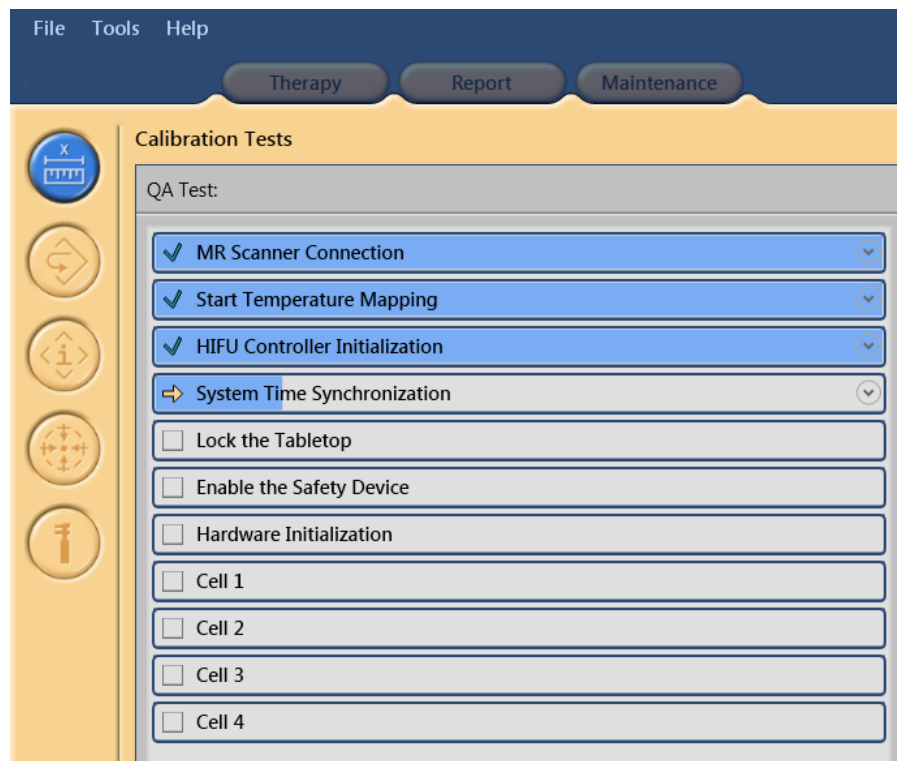 File Tools Help
Therapy Report Maintenance
Calibration Tests
X
QA Test:
MR Scanner Connection
Start Temperature Mapping
HIFU Controller Initialization
System Time Synchronization
Lock the Tabletop
Enable the Safety Device
Hardware Initialization
Cell 1
Cell 2
Cell 3
Cell 4
i